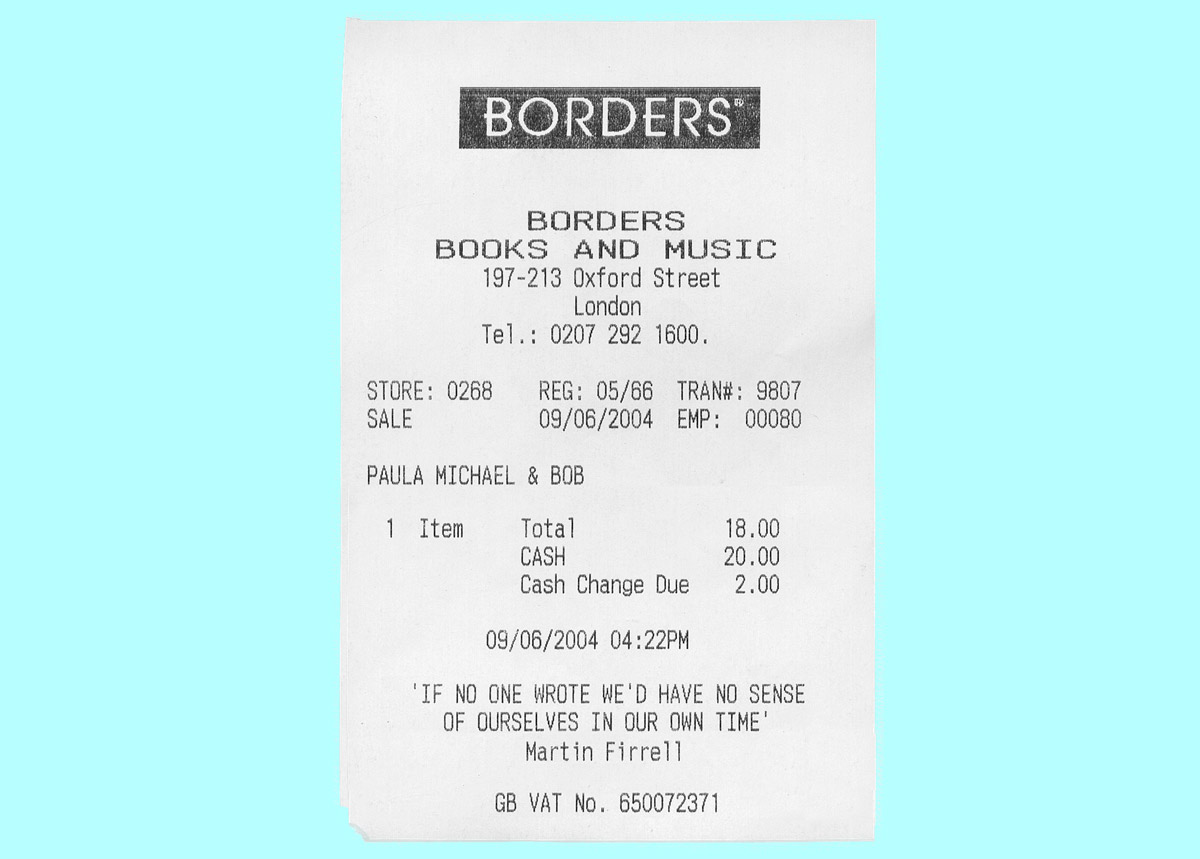 BORDERS®
BORDERS
BOOKS AND MUSIC
197-213 Oxford Street
London
Tel.: 0207 292 1600.
STORE: 0268 REG: 05/66 TRAN#: 9807
SALE 09/06/2004 EMP: 00080
PAULA MICHAEL & BOB
1 Item Total 18.00
CASH 20.00
Cash Change Due 2.00
09/06/2004 04:22PM
'IF NO ONE WROTE WE'D HAVE NO SENSE
OF OURSELVES IN OUR OWN TIME'
Martin Firrell
GB VAT No. 650072371